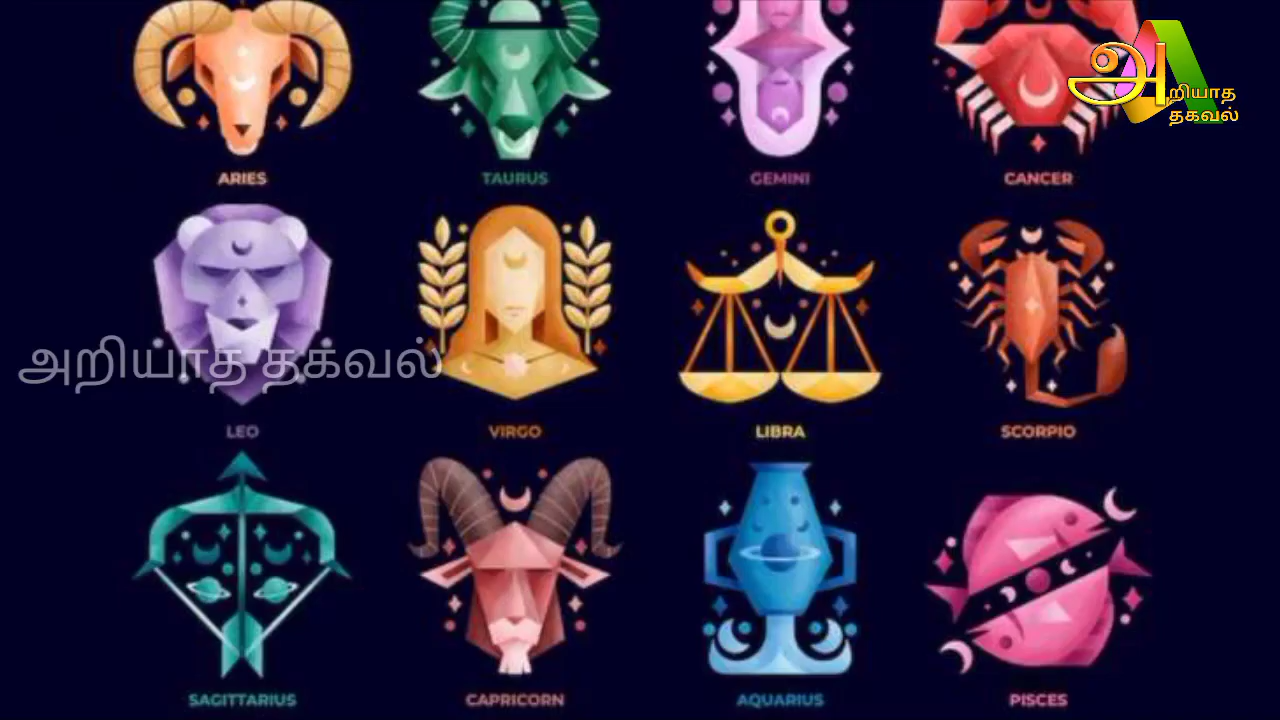 அறியாத
தகவல்
ARIES
TAURUS
GEMINI
CANCER
அறியாத தகவல்
LEO
VIRGO
LIBRA
SCORPIO
SAGITTARIUS
CAPRICORN
AQUARIUS
PISCES